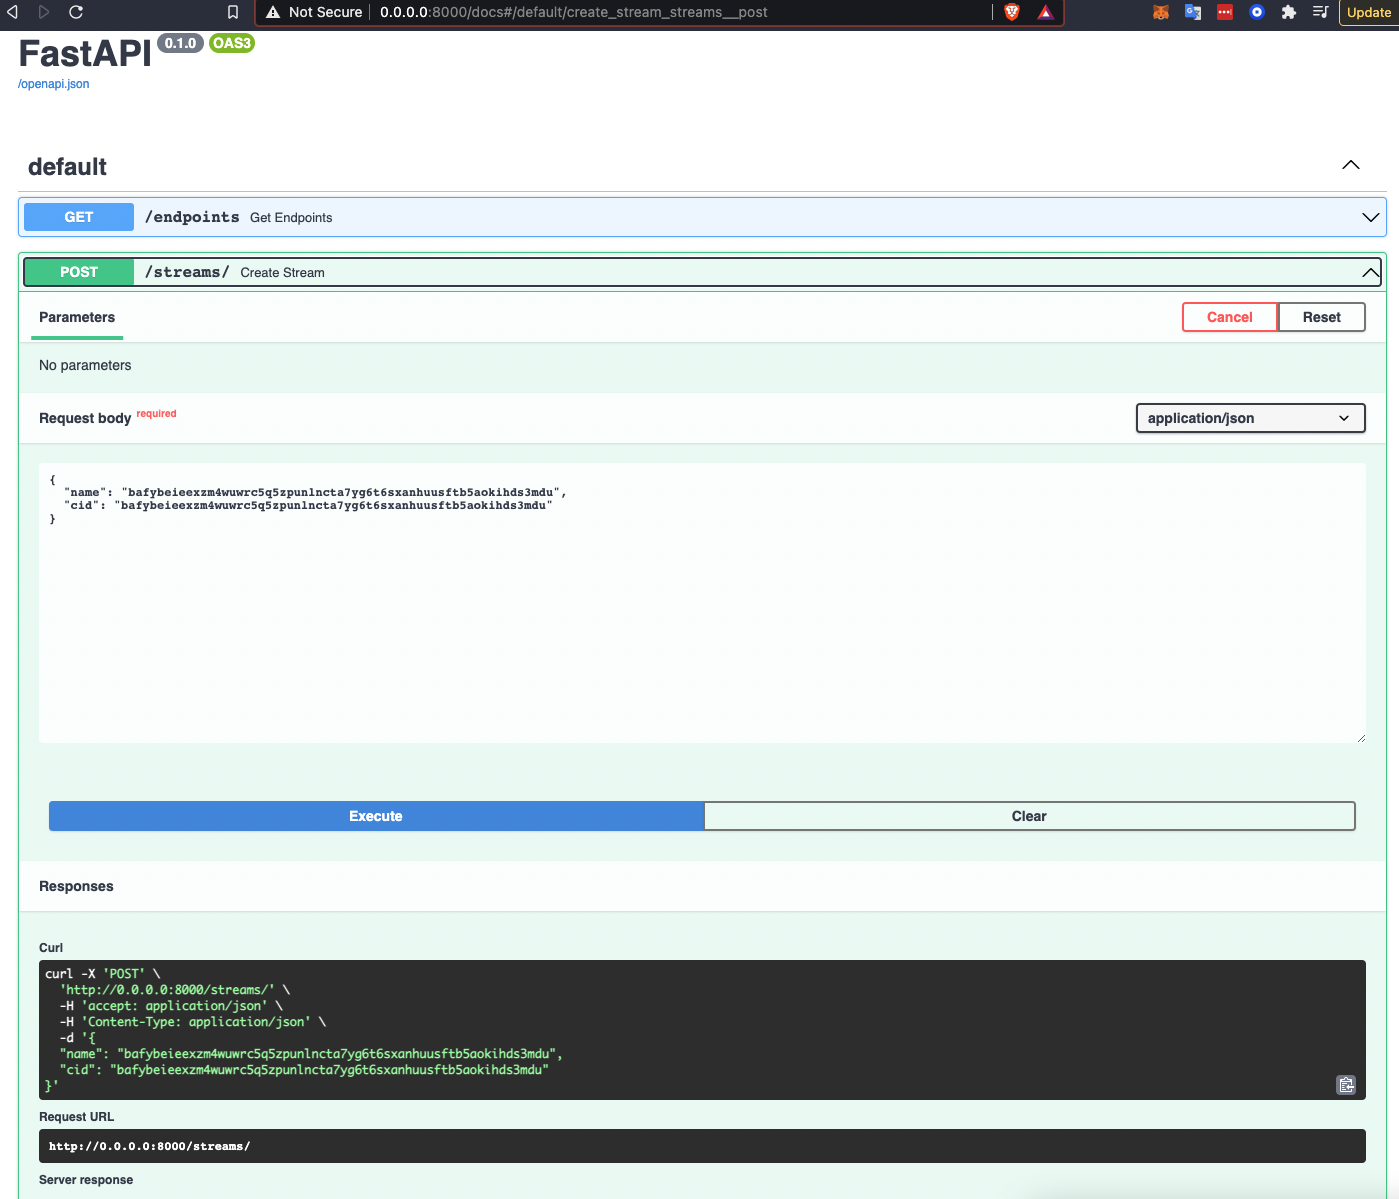 Not Secure 0.0.0.0:8000/docs#/default/create_stream_streams__post Update
FastAPI 0.1.0 OAS3
/openapi.json
default
GET /endpoints Get Endpoints
POST /streams/ Create Stream
Parameters Cancel Reset
No parameters
Request body required application/json
{
"name": "bafybeieexzm4wuwrc5q5zpunlncta7yg6t6sxanhuusftb5aokihds3mdu",
"cid": "bafybeieexzm4wuwrc5q5zpunlncta7yg6t6sxanhuusftb5aokihds3mdu"
}
Execute Clear
Responses
Curl
curl -X 'POST' \
'http://0.0.0.0:8000/streams/' \
-H 'accept: application/json' \
-H 'Content-Type: application/json' \
-d '{
"name": "bafybeieexzm4wuwrc5q5zpunlncta7yg6t6sxanhuusftb5aokihds3mdu",
"cid": "bafybeieexzm4wuwrc5q5zpunlncta7yg6t6sxanhuusftb5aokihds3mdu"
}'
Request URL
http://0.0.0.0:8000/streams/
Server response